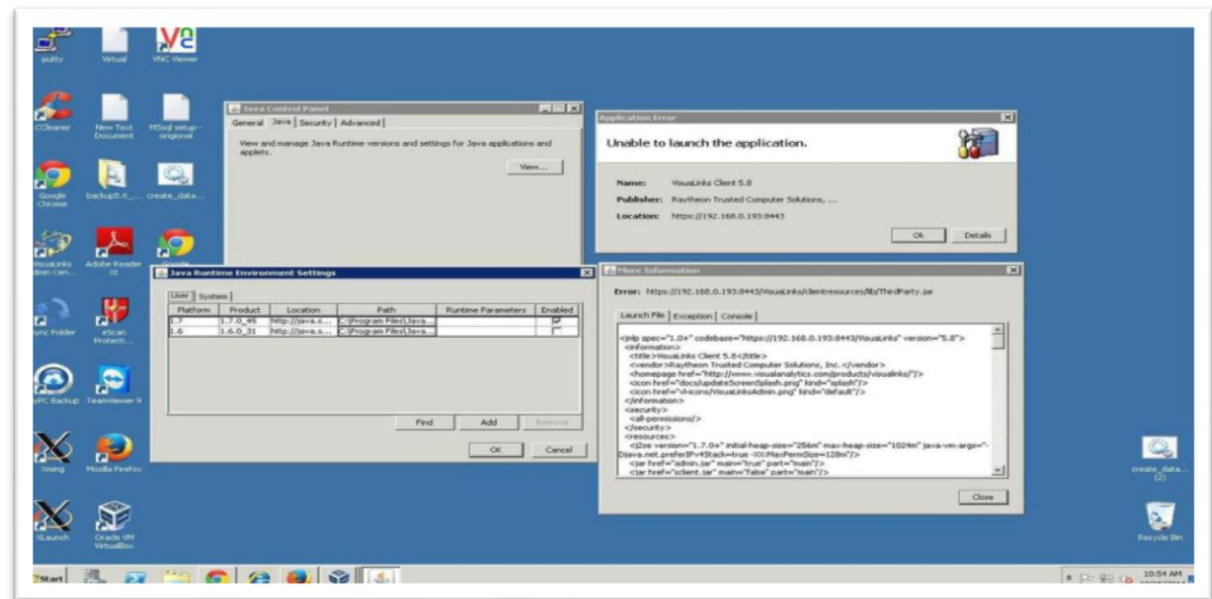 putty
Virtual
VNC Viewer
CCleaner
New Text
Document
MSsql setup -
origional
Google
Chrome
backup5.6_...
create_data...
Adobe Reader
XI
eScan
Protecti...
TeamViewer 9
Xming
Mozilla Firefox
XLaunch
Oracle VM
VirtualBox
Java Control Panel
General
Java
Security
Advanced
View and manage Java Runtime versions and settings for Java applications and
applets.
View...
Java Runtime Environment Settings
User
System
Platform Product Location Path Runtime Parameters Enabled
1.7 1.7.0_45 http://java.s... C:\Program Files\Java...
1.6 1.6.0_31 http://java.s... C:\Program Files\Java...
Find
Add
Remove
OK
Cancel
Application Error
Unable to launch the application.
Name: VisuaLinks Client 5.8
Publisher: Raytheon Trusted Computer Solutions, ...
Location: https://192.168.0.193:8443
Ok
Details
More Information
Error: https://192.168.0.193:8443/VisuaLinks/clientresources/lib/ThirdParty.jar
Launch File
Exception
Console
<jnlp spec="1.0+" codebase="https://192.168.0.193:8443/VisuaLinks" version="5.8">
<information>
<title>VisuaLinks Client 5.8</title>
<vendor>Raytheon Trusted Computer Solutions, Inc.</vendor>
<homepage href="http://www.visualanalytics.com/products/visualinks/"/>
<icon href="docs/updateScreenSplash.png" kind="splash"/>
<icon href="vl-icons/VisuaLinksAdmin.png" kind="default"/>
</information>
<security>
<all-permissions/>
</security>
<resources>
<j2se version="1.7.0+" initial-heap-size="256m" max-heap-size="1024m" java-vm-args="-
Djava.net.preferIPv4Stack=true -XX:MaxPermSize=128m"/>
<jar href="admin.jar" main="true" part="main"/>
<jar href="sclient.jar" main="false" part="main"/>
Close
create_data...
(2)
Recycle Bin
Start
10:54 AM